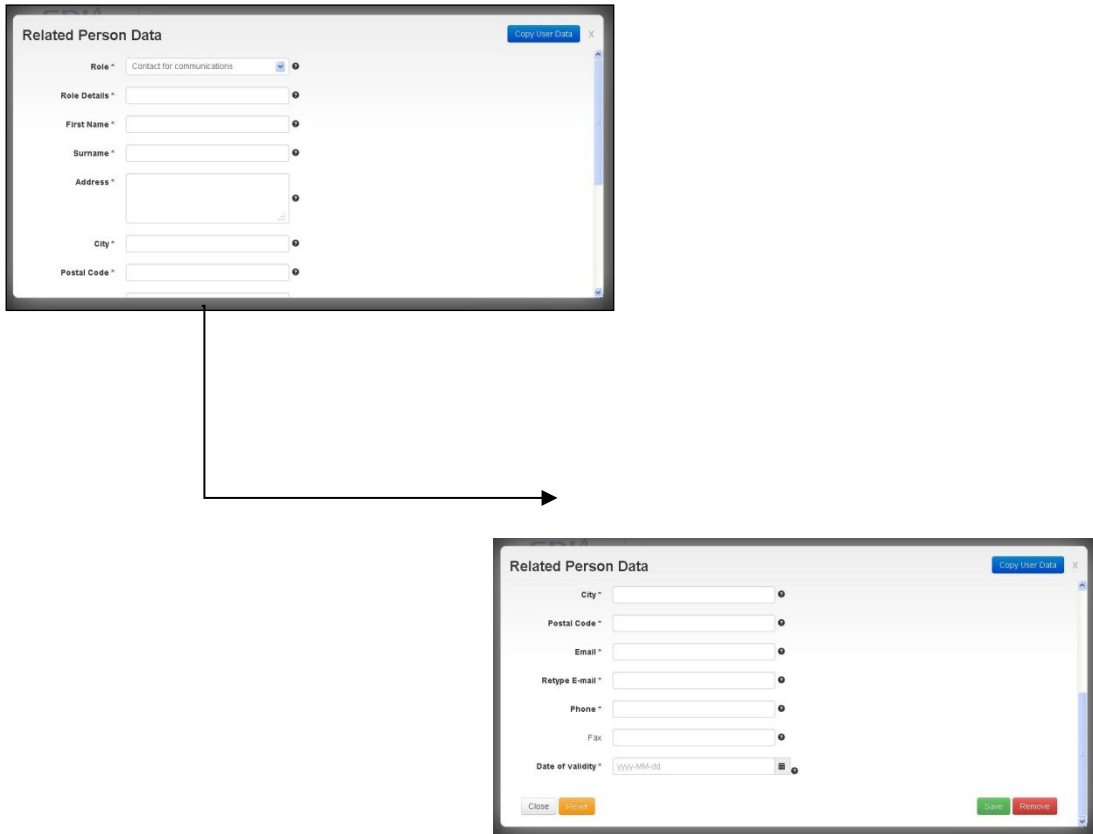 Related Person Data
Copy User Data
X
Role *
Contact for communications
Role Details *
First Name *
Surname *
Address *
City *
Postal Code *
Related Person Data
Copy User Data
X
City *
Postal Code *
Email *
Retype E-mail *
Phone *
Fax
Date of validity *
yyyy-MM-dd
Close
Reset
Save
Remove